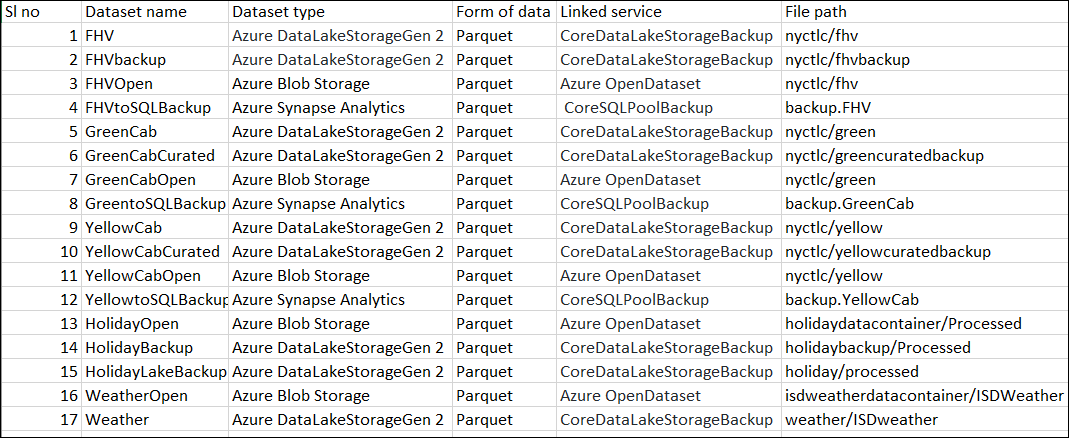 Sl no Dataset name Dataset type Form of data Linked service File path
1 FHV Azure DataLakeStorageGen 2 Parquet CoreDataLakeStorageBackup nyctlc/fhv
2 FHVbackup Azure DataLakeStorageGen 2 Parquet CoreDataLakeStorageBackup nyctlc/fhvbackup
3 FHVOpen Azure Blob Storage Parquet Azure OpenDataset nyctlc/fhv
4 FHVtoSQLBackup Azure Synapse Analytics Parquet CoreSQLPoolBackup backup.FHV
5 GreenCab Azure DataLakeStorageGen 2 Parquet CoreDataLakeStorageBackup nyctlc/green
6 GreenCabCurated Azure DataLakeStorageGen 2 Parquet CoreDataLakeStorageBackup nyctlc/greencuratedbackup
7 GreenCabOpen Azure Blob Storage Parquet Azure OpenDataset nyctlc/green
8 GreentoSQLBackup Azure Synapse Analytics Parquet CoreSQLPoolBackup backup.GreenCab
9 YellowCab Azure DataLakeStorageGen 2 Parquet CoreDataLakeStorageBackup nyctlc/yellow
10 YellowCabCurated Azure DataLakeStorageGen 2 Parquet CoreDataLakeStorageBackup nyctlc/yellowcuratedbackup
11 YellowCabOpen Azure Blob Storage Parquet Azure OpenDataset nyctlc/yellow
12 YellowtoSQLBackup Azure Synapse Analytics Parquet CoreSQLPoolBackup backup.YellowCab
13 HolidayOpen Azure Blob Storage Parquet Azure OpenDataset holidaydatacontainer/Processed
14 HolidayBackup Azure DataLakeStorageGen 2 Parquet CoreDataLakeStorageBackup holidaybackup/Processed
15 HolidayLakeBackup Azure DataLakeStorageGen 2 Parquet CoreDataLakeStorageBackup holiday/processed
16 WeatherOpen Azure Blob Storage Parquet Azure OpenDataset isdweatherdatacontainer/ISDWeather
17 Weather Azure DataLakeStorageGen 2 Parquet CoreDataLakeStorageBackup weather/ISDweather